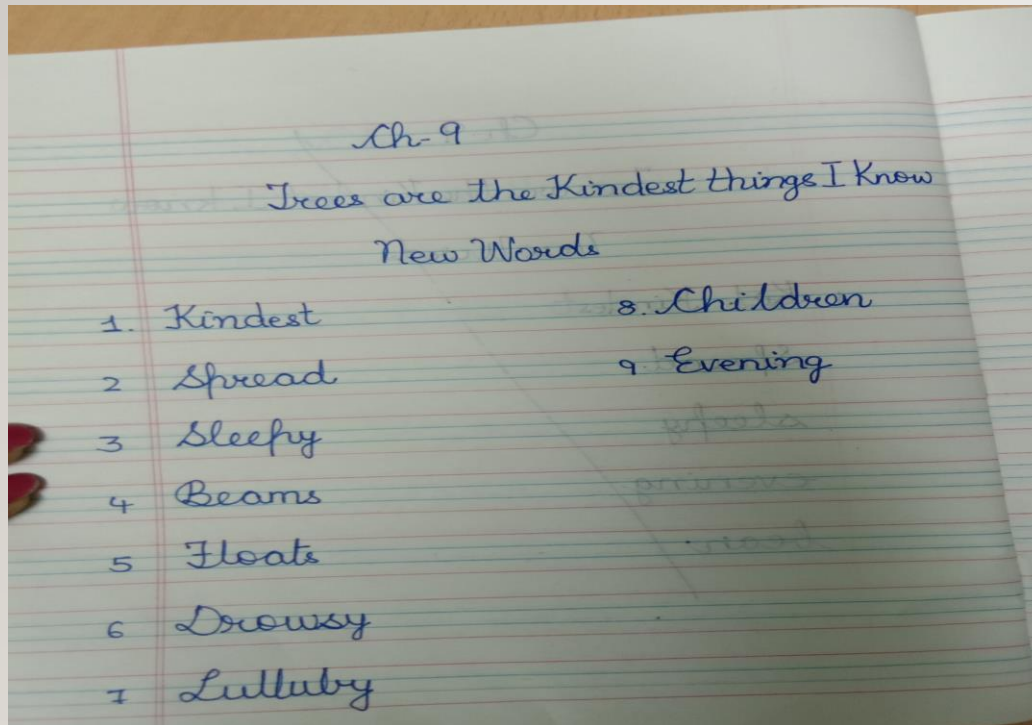 Ch-9
Trees are the Kindest things I Know
New Words
1. Kindest
2 Spread
3 Sleepy
4 Beams
5 Floats
6 Drowsy
7 Lulluby
8. Children
9 Evening